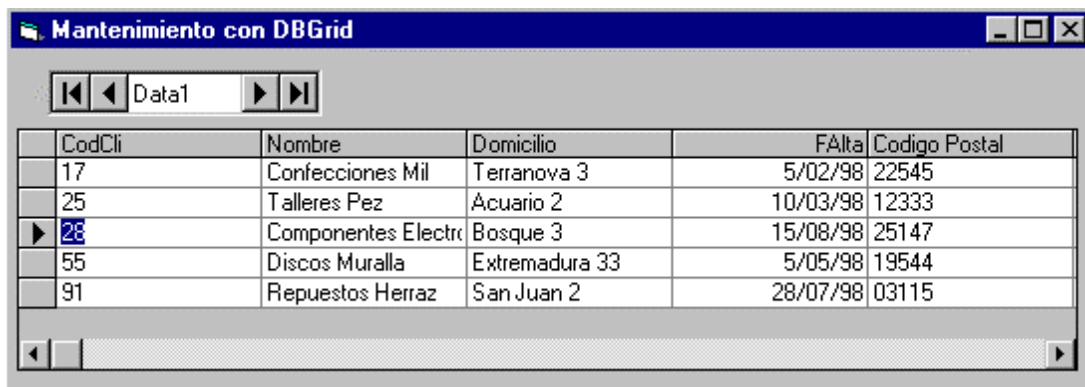 Mantenimiento con DBGrid
Data1
CodCli Nombre Domicilio FAlta Codigo Postal
17 Confecciones Mil Terranova 3 5/02/98 22545
25 Talleres Pez Acuario 2 10/03/98 12333
28 Componentes Electro Bosque 3 15/08/98 25147
55 Discos Muralla Extremadura 33 5/05/98 19544
91 Repuestos Herraz San Juan 2 28/07/98 03115